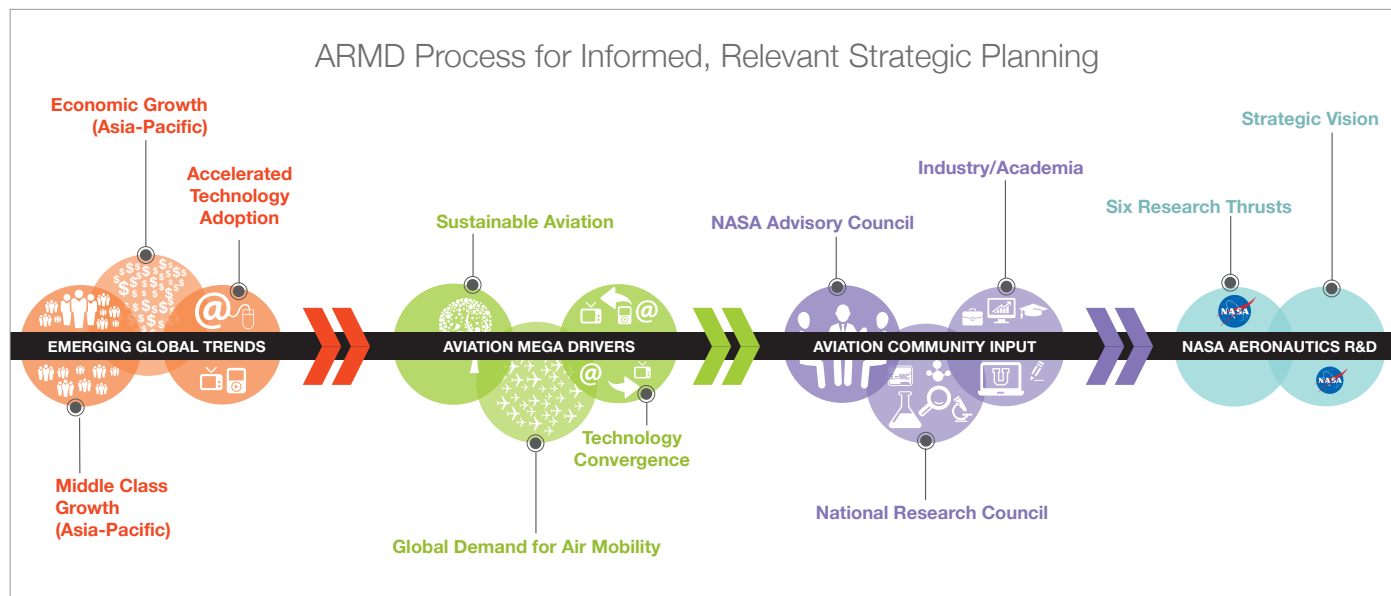 ARMD Process for Informed, Relevant Strategic Planning
Economic Growth
(Asia-Pacific)
Accelerated
Technology
Adoption
EMERGING GLOBAL TRENDS
@
Middle Class
Growth
(Asia-Pacific)
Sustainable Aviation
@
AVIATION MEGA DRIVERS
@
Technology
Convergence
Global Demand for Air Mobility
NASA Advisory Council
Industry/Academia
AVIATION COMMUNITY INPUT
U
National Research Council
Strategic Vision
Six Research Thrusts
NASA
NASA AERONAUTICS R&D
NASA